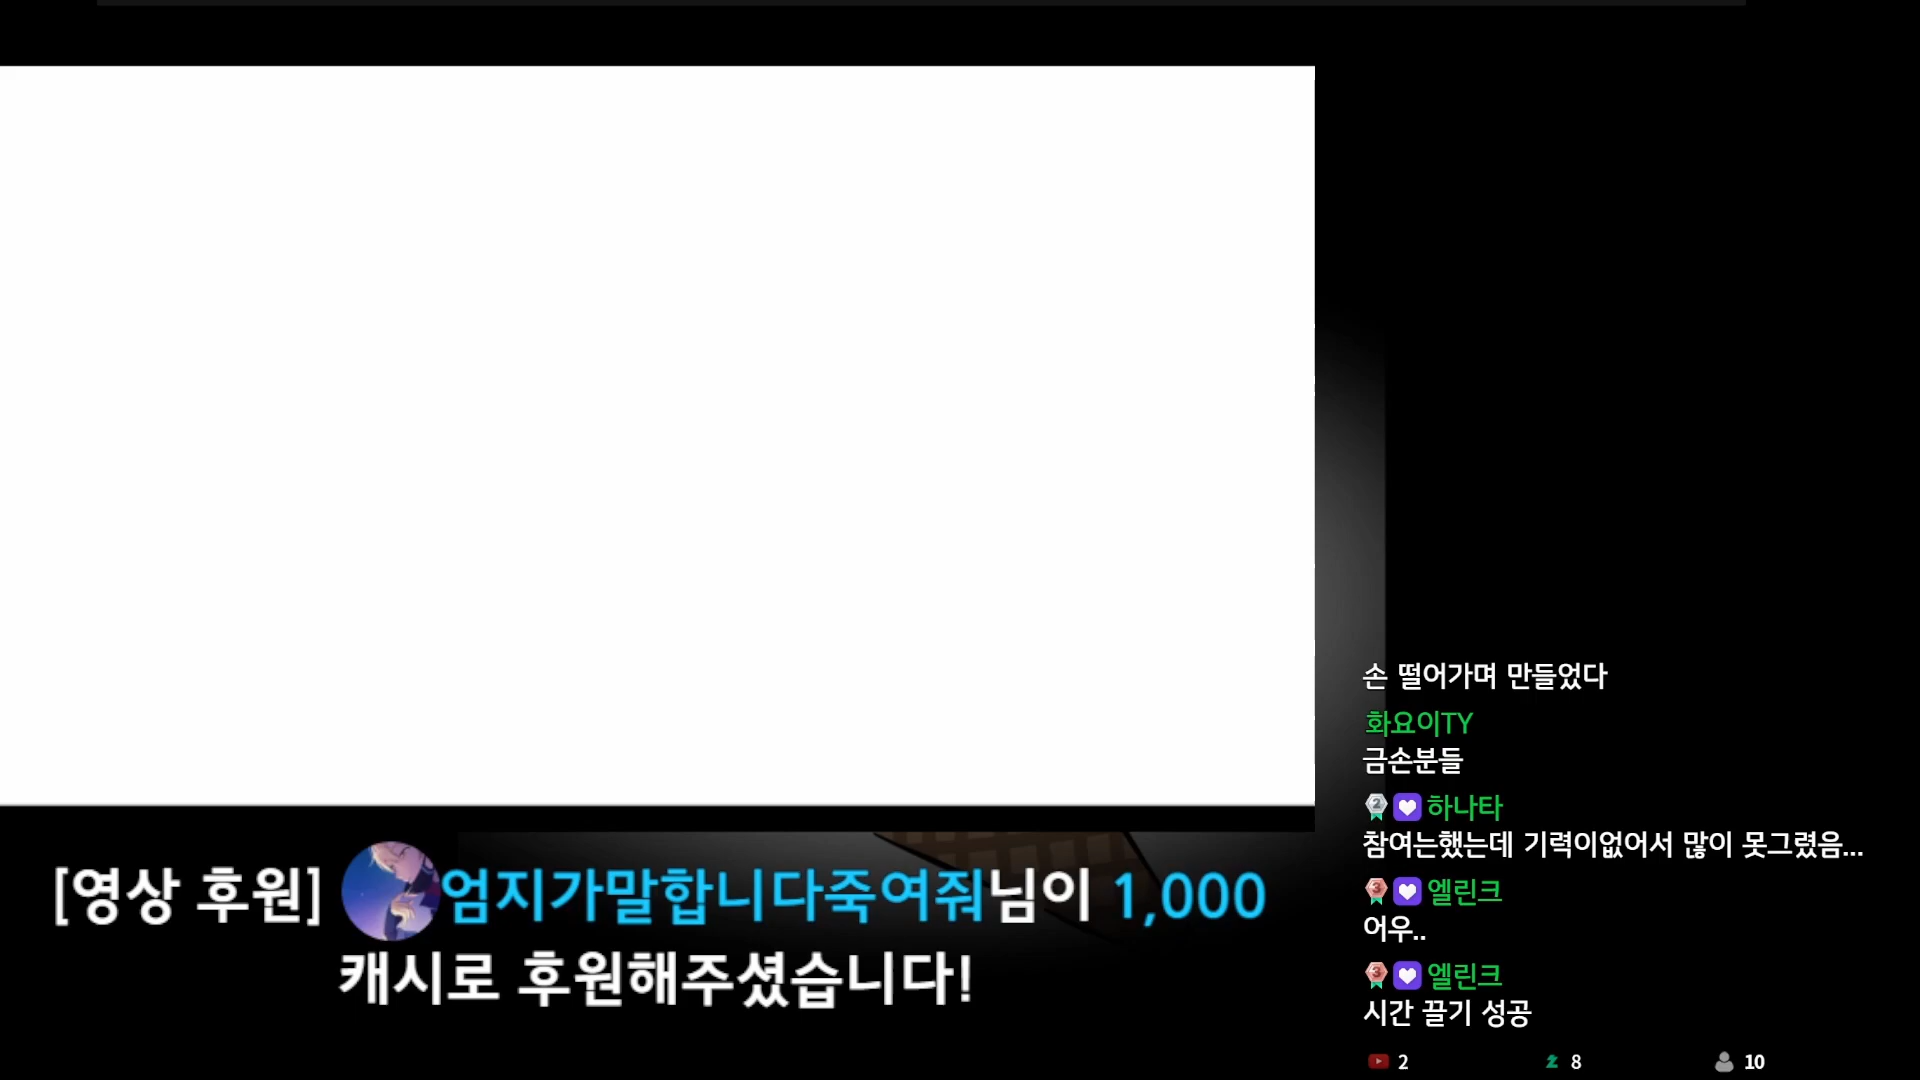 손 떨어가며 만들었다
화요이TY
금손분들
2 하나타
참여는했는데 기력이없어서 많이 못그렸음...
3 엘린크
어우..
3 엘린크
시간 끌기 성공
2 8 10
[영상 후원] 엄지가말합니다죽여줘님이 1,000
캐시로 후원해주셨습니다!